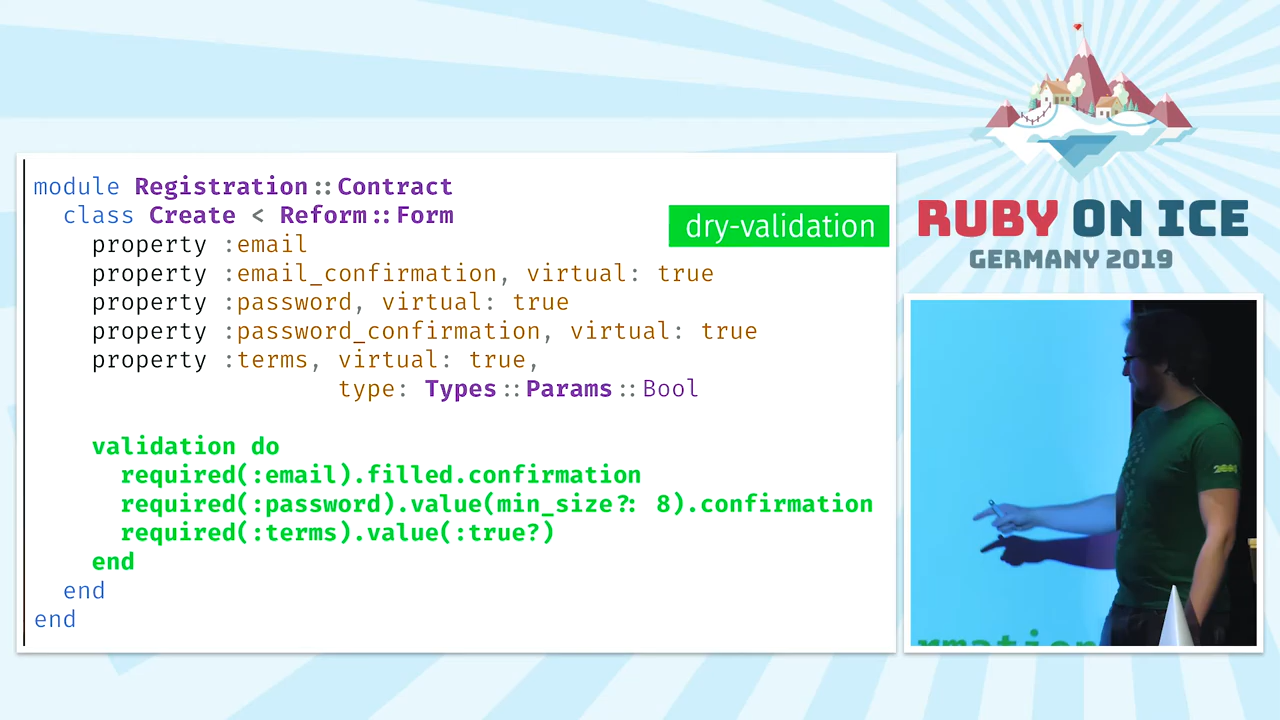 module Registration::Contract
  class Create < Reform::Form
    property :email
    property :email_confirmation, virtual: true
    property :password, virtual: true
    property :password_confirmation, virtual: true
    property :terms, virtual: true,
                     type: Types::Params::Bool
    validation do
      required(:email).filled.confirmation
      required(:password).value(min_size?: 8).confirmation
      required(:terms).value(:true?)
    end
  end
end
dry-validation
RUBY ON ICE
GERMANY 2019
rmation